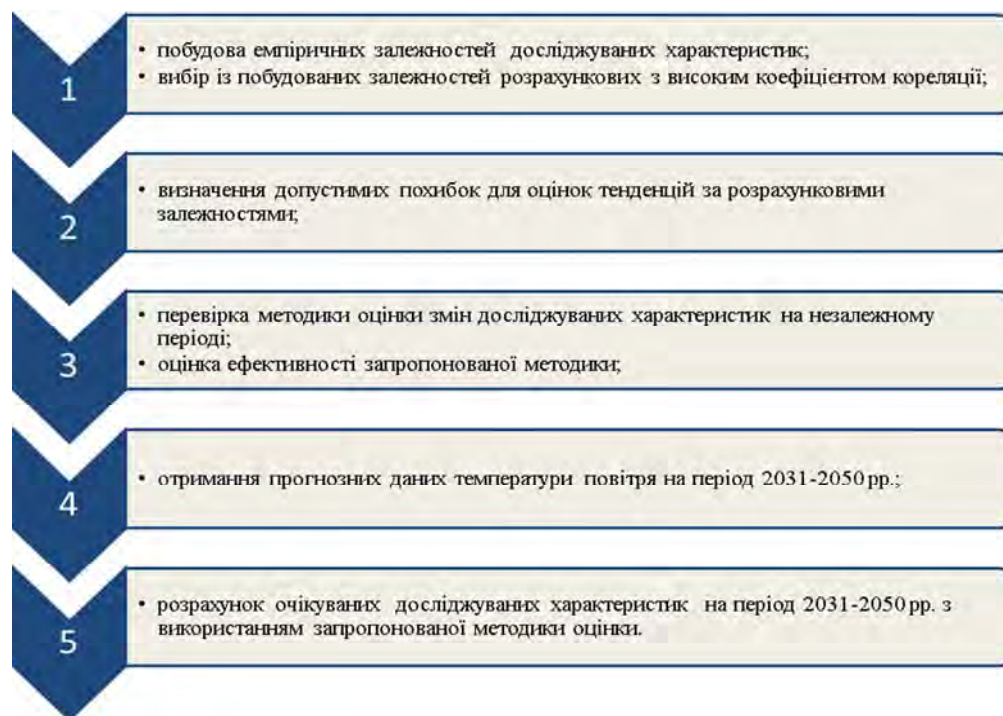 1
• побудова емпіричних залежностей досліджуваних характеристик;
• вибір із побудованих залежностей розрахункових з високим коефіцієнтом кореляції;
2
• визначення допустимих похибок для оцінок тенденцій за розрахунковими
залежностями;
3
• перевірка методики оцінки змін досліджуваних характеристик на незалежному
періоді;
• оцінка ефективності запропонованої методики;
4
• отримання прогнозних даних температури повітря на період 2031-2050 рр.;
5
• розрахунок очікуваних досліджуваних характеристик на період 2031-2050 рр. з
використанням запропонованої методики оцінки.